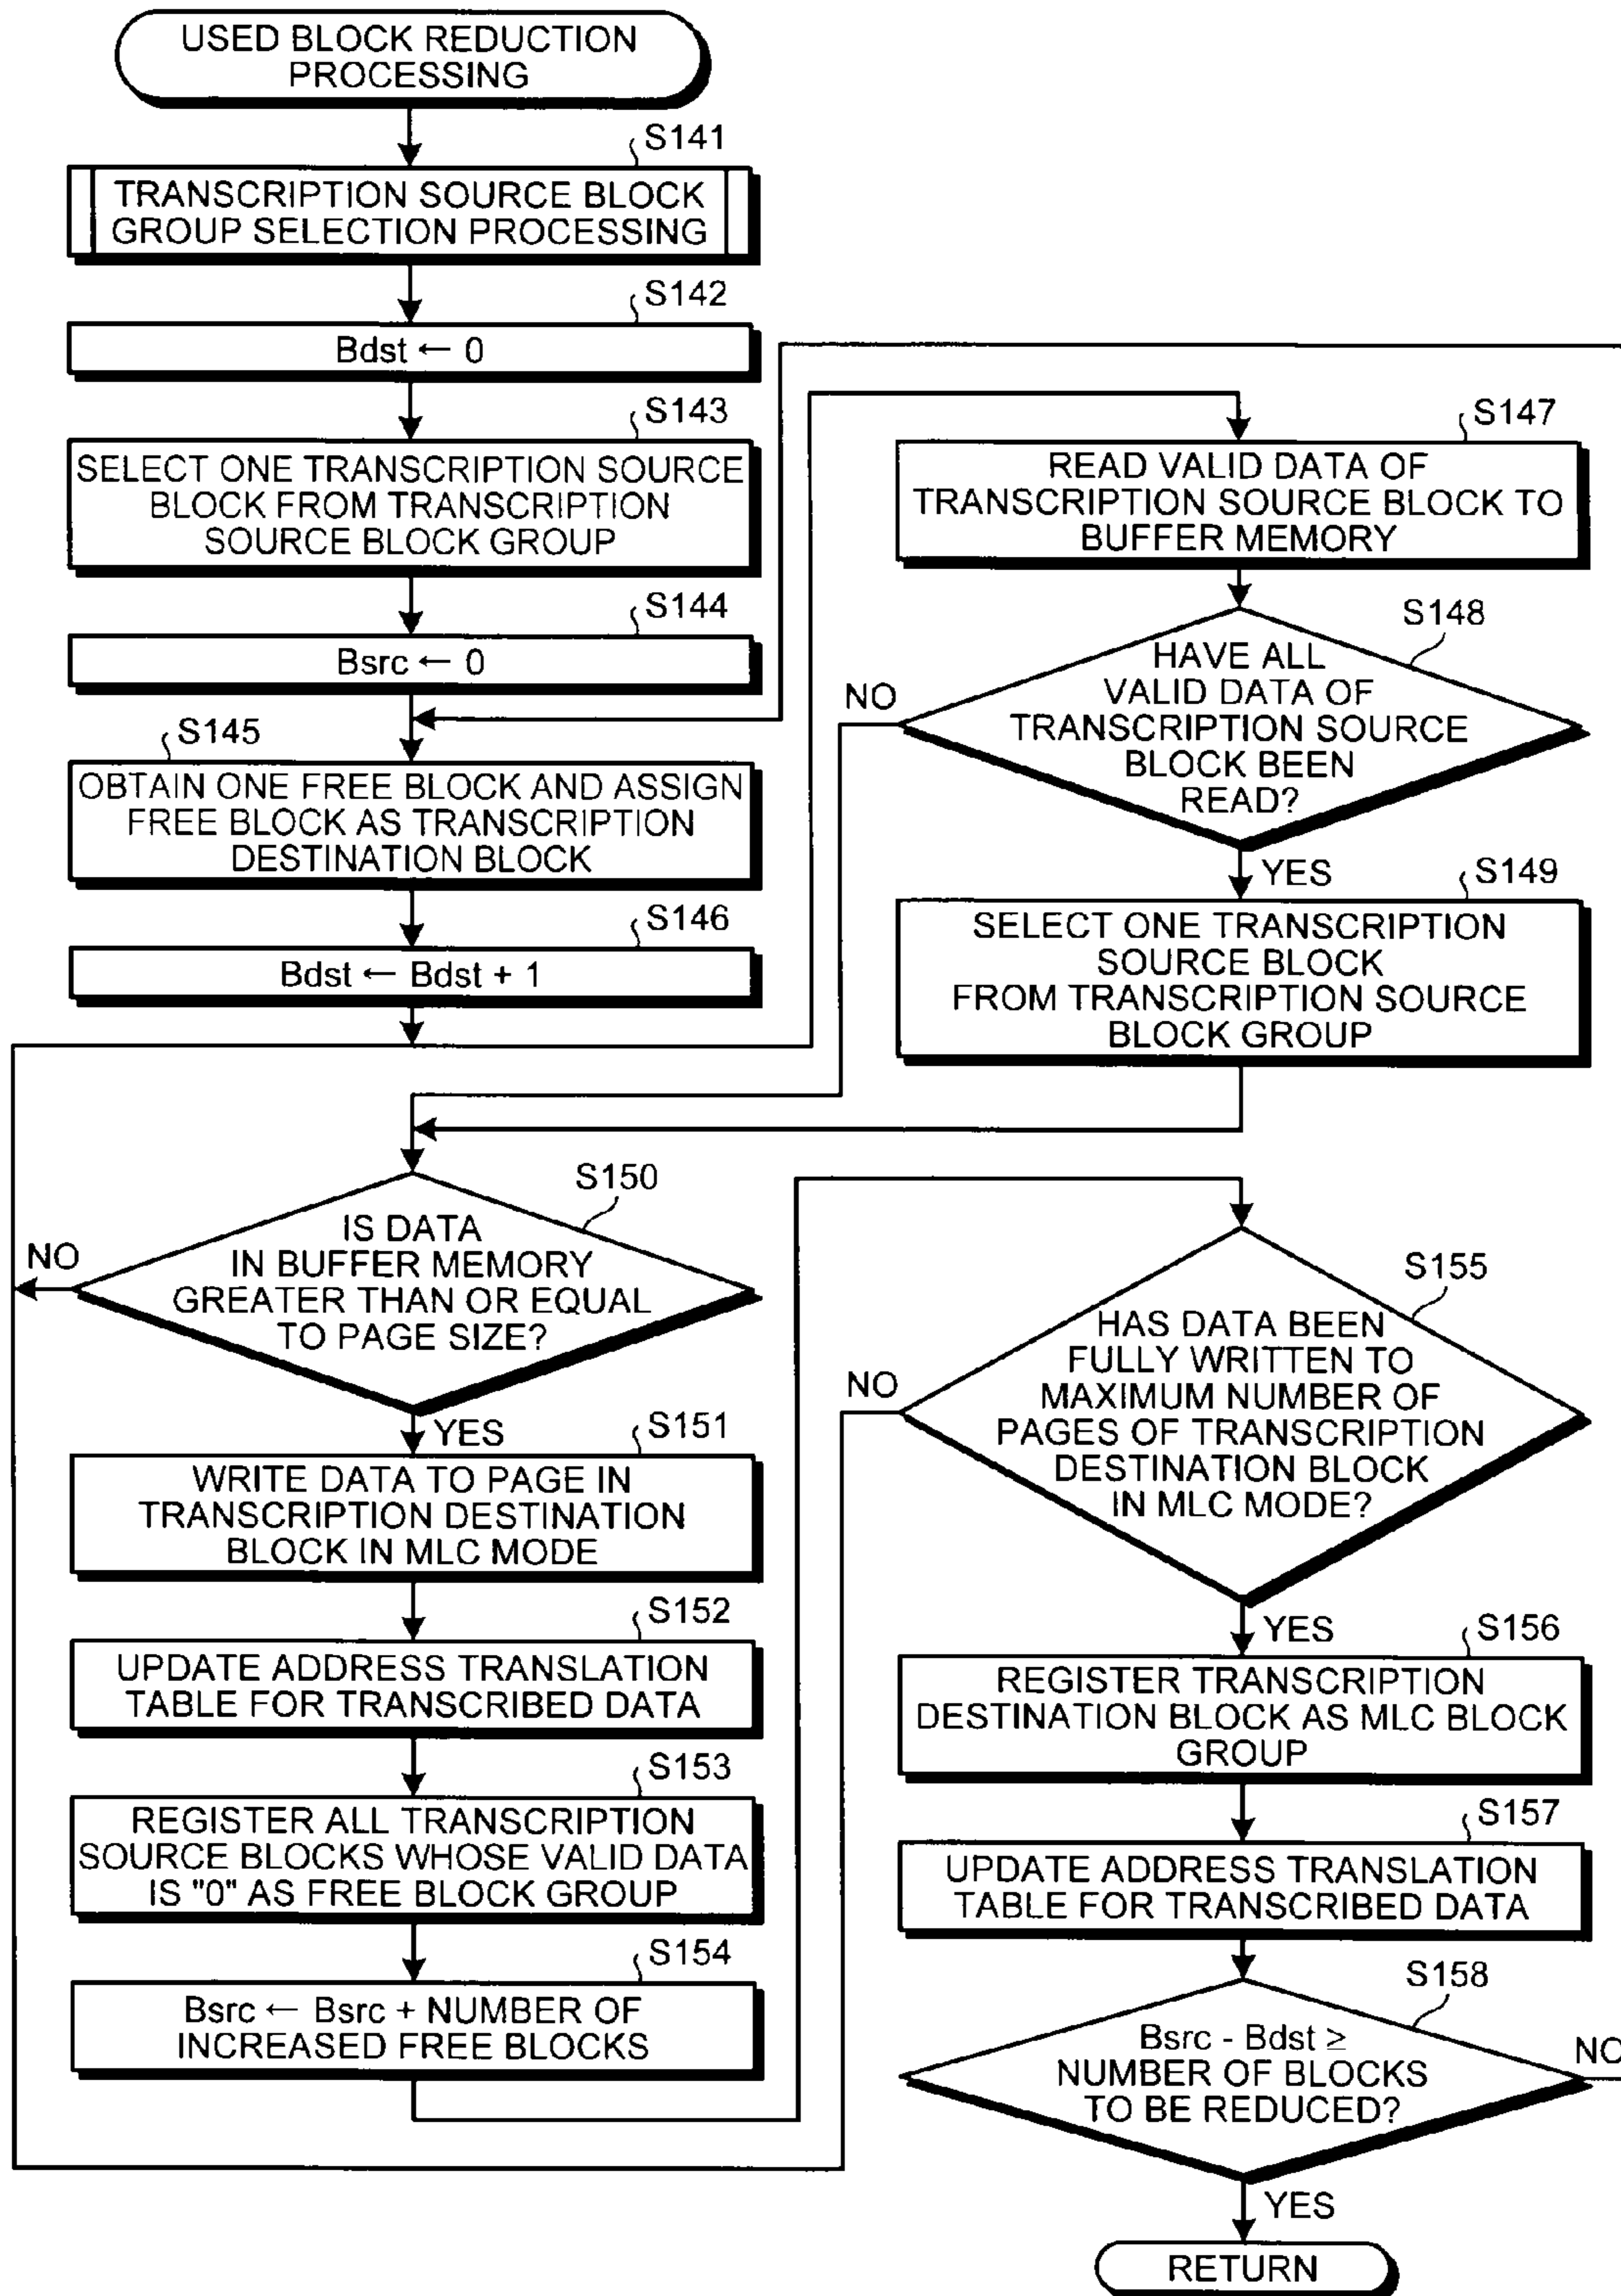 USED BLOCK REDUCTION
PROCESSING
S141
TRANSCRIPTION SOURCE BLOCK
GROUP SELECTION PROCESSING
S142
Bdst ← 0
S143
SELECT ONE TRANSCRIPTION SOURCE
BLOCK FROM TRANSCRIPTION
SOURCE BLOCK GROUP
S144
Bsrc ← 0
S145
OBTAIN ONE FREE BLOCK AND ASSIGN
FREE BLOCK AS TRANSCRIPTION
DESTINATION BLOCK
S146
Bdst ← Bdst + 1
S147
READ VALID DATA OF
TRANSCRIPTION SOURCE BLOCK TO
BUFFER MEMORY
S148
HAVE ALL
VALID DATA OF
TRANSCRIPTION SOURCE
BLOCK BEEN
READ?
NO
YES
S149
SELECT ONE TRANSCRIPTION
SOURCE BLOCK
FROM TRANSCRIPTION SOURCE
BLOCK GROUP
S150
IS DATA
IN BUFFER MEMORY
GREATER THAN OR EQUAL
TO PAGE SIZE?
NO
YES
S151
WRITE DATA TO PAGE IN
TRANSCRIPTION DESTINATION
BLOCK IN MLC MODE
S152
UPDATE ADDRESS TRANSLATION
TABLE FOR TRANSCRIBED DATA
S153
REGISTER ALL TRANSCRIPTION
SOURCE BLOCKS WHOSE VALID DATA
IS "0" AS FREE BLOCK GROUP
S154
Bsrc ← Bsrc + NUMBER OF
INCREASED FREE BLOCKS
S155
HAS DATA BEEN
FULLY WRITTEN TO
MAXIMUM NUMBER OF
PAGES OF TRANSCRIPTION
DESTINATION BLOCK
IN MLC MODE?
NO
YES
S156
REGISTER TRANSCRIPTION
DESTINATION BLOCK AS MLC BLOCK
GROUP
S157
UPDATE ADDRESS TRANSLATION
TABLE FOR TRANSCRIBED DATA
S158
Bsrc - Bdst ≥
NUMBER OF BLOCKS
TO BE REDUCED?
NO
YES
RETURN